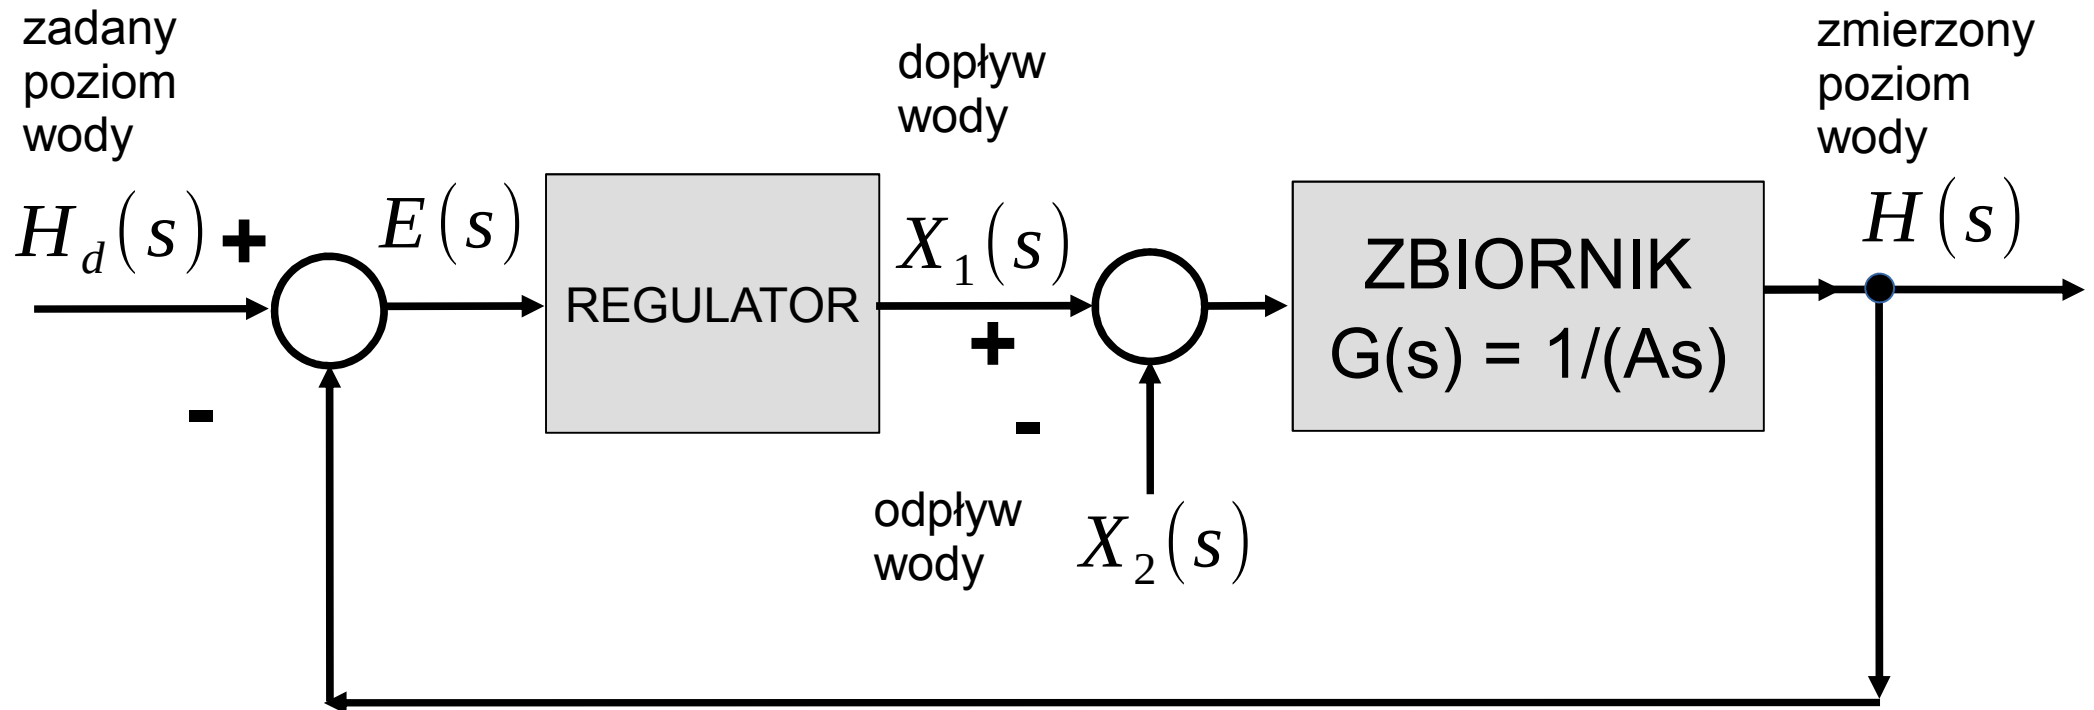 zadany
poziom
wody
H_d(s) +
-
E(s)
REGULATOR
dopływ
wody
X_1(s)
+
-
odpływ
wody
X_2(s)
ZBIORNIK
G(s) = 1/(As)
zmierzony
poziom
wody
H(s)